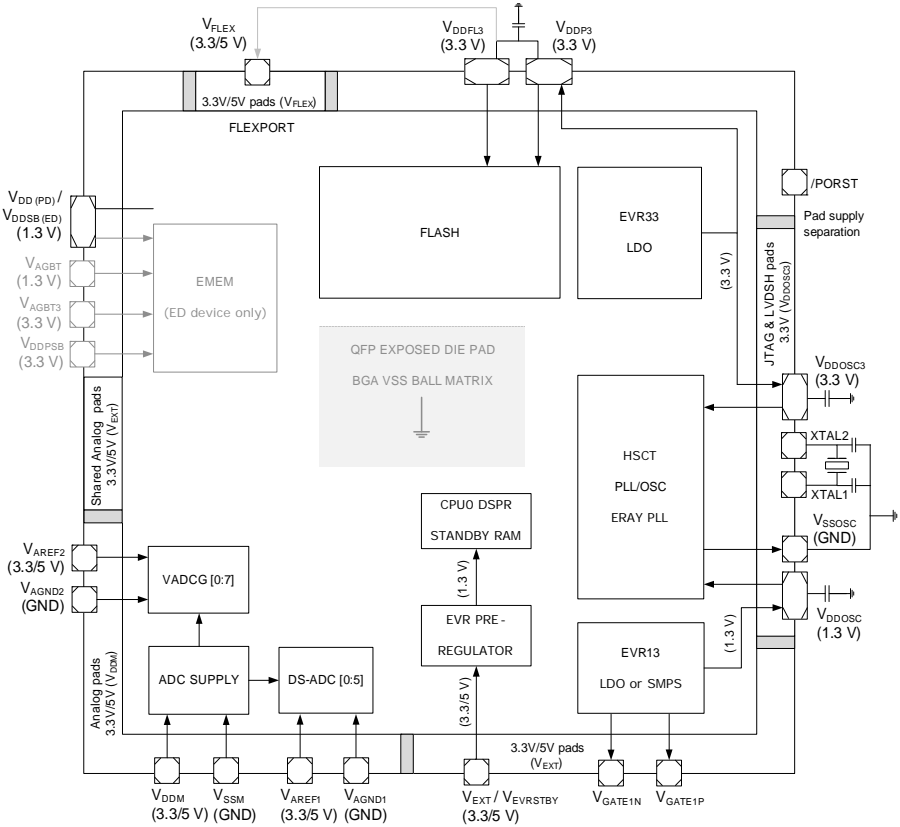 VFLEX
(3.3/5 V)
VDDFL3
(3.3 V)
VDDP3
(3.3 V)
3.3V/5V pads (VFLEX)
FLEXPORT
VDD (PD) /
VDDSB (ED)
(1.3 V)
VAGBT
(1.3 V)
VAGBT3
(3.3 V)
VDDPSB
(3.3 V)
EMEM
(ED device only)
FLASH
EVR33
LDO
(3.3 V)
/PORST
Pad supply
separation
JTAG & LVDSH pads
3.3V (VDDOSC3)
QFP EXPOSED DIE PAD
BGA VSS BALL MATRIX
VDDOSC3
(3.3 V)
XTAL2
XTAL1
HSCT
PLL/OSC
ERAY PLL
VSSOSC
(GND)
VDDOSC
(1.3 V)
Shared Analog pads
3.3V/5V (VEXT)
CPU0 DSPR
STANDBY RAM
(1.3 V)
EVR PRE-
REGULATOR
(3.3/5 V)
VAREF2
(3.3/5 V)
VAGND2
(GND)
VADCG [0:7]
ADC SUPPLY
DS-ADC [0:5]
EVR13
LDO or SMPS
(1.3 V)
Analog pads
3.3V/5V (VDDM)
3.3V/5V pads
(VEXT)
VDDM
(3.3/5 V)
VSSM
(GND)
VAREF1
(3.3/5 V)
VAGND1
(GND)
VEXT / VEVRSTBY
(3.3/5 V)
VGATE1N
VGATE1P